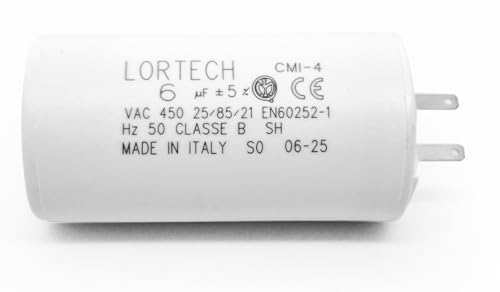 LORTECH CMI-4
6 µF ±5% CE
VAC 450 25/85/21 EN60252-1
Hz 50 CLASSE B SH
MADE IN ITALY SO 06-25